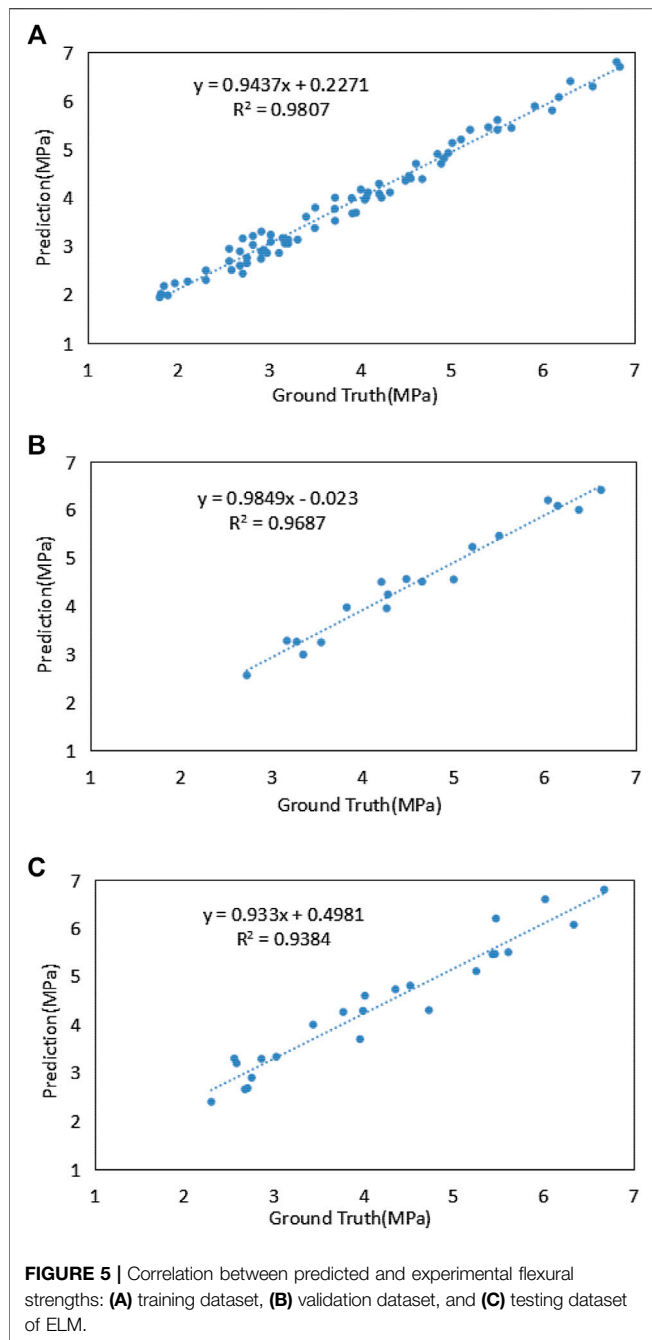 A
7
6
5
4
3
2
1
Prediction(MPa)
y = 0.9437x + 0.2271
R² = 0.9807
1 2 3 4 5 6 7
Ground Truth(MPa)
B
7
6
5
4
3
2
1
Prediction(MPa)
y = 0.9849x - 0.023
R² = 0.9687
1 2 3 4 5 6 7
Ground Truth(MPa)
C
7
6
5
4
3
2
1
Prediction(MPa)
y = 0.933x + 0.4981
R² = 0.9384
1 2 3 4 5 6 7
Ground Truth(MPa)
FIGURE 5 | Correlation between predicted and experimental flexural
strengths: (A) training dataset, (B) validation dataset, and (C) testing dataset
of ELM.